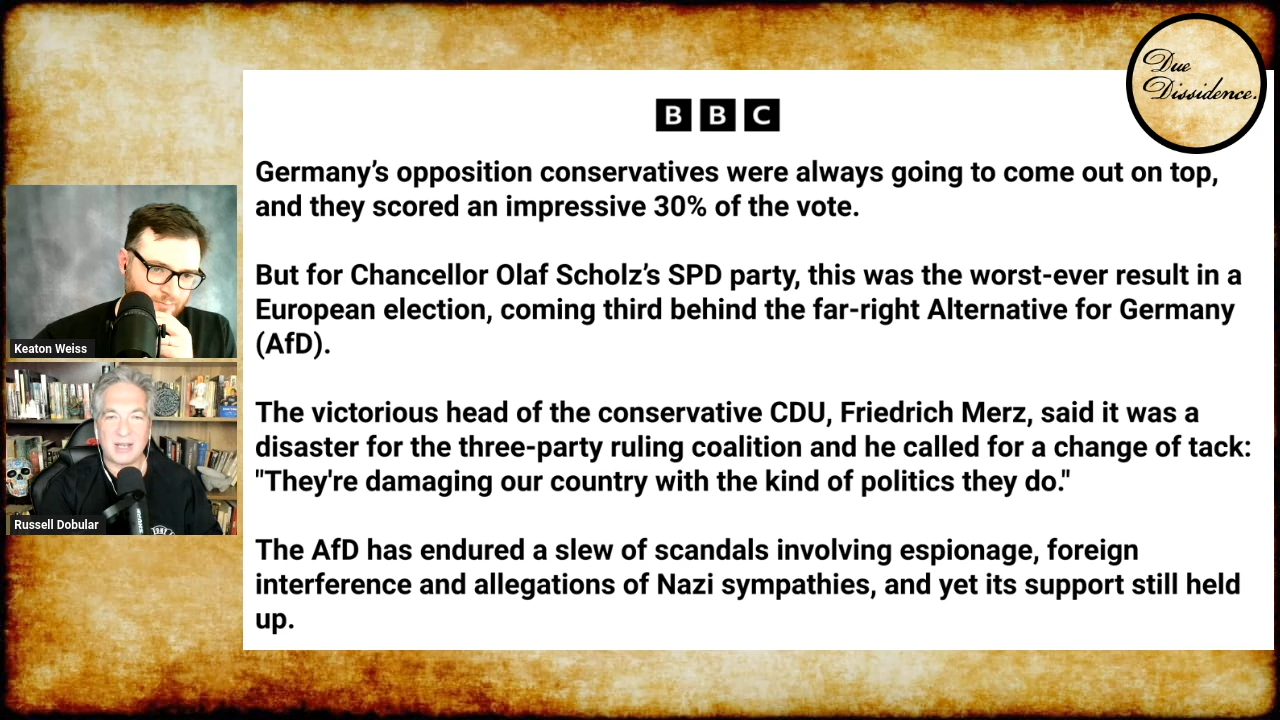 Due
Dissidence.
BBC
Germany’s opposition conservatives were always going to come out on top,
and they scored an impressive 30% of the vote.
But for Chancellor Olaf Scholz’s SPD party, this was the worst-ever result in a
European election, coming third behind the far-right Alternative for Germany
(AfD).
The victorious head of the conservative CDU, Friedrich Merz, said it was a
disaster for the three-party ruling coalition and he called for a change of tack:
"They're damaging our country with the kind of politics they do."
The AfD has endured a slew of scandals involving espionage, foreign
interference and allegations of Nazi sympathies, and yet its support still held
up.
Keaton Weiss
Russell Dobular